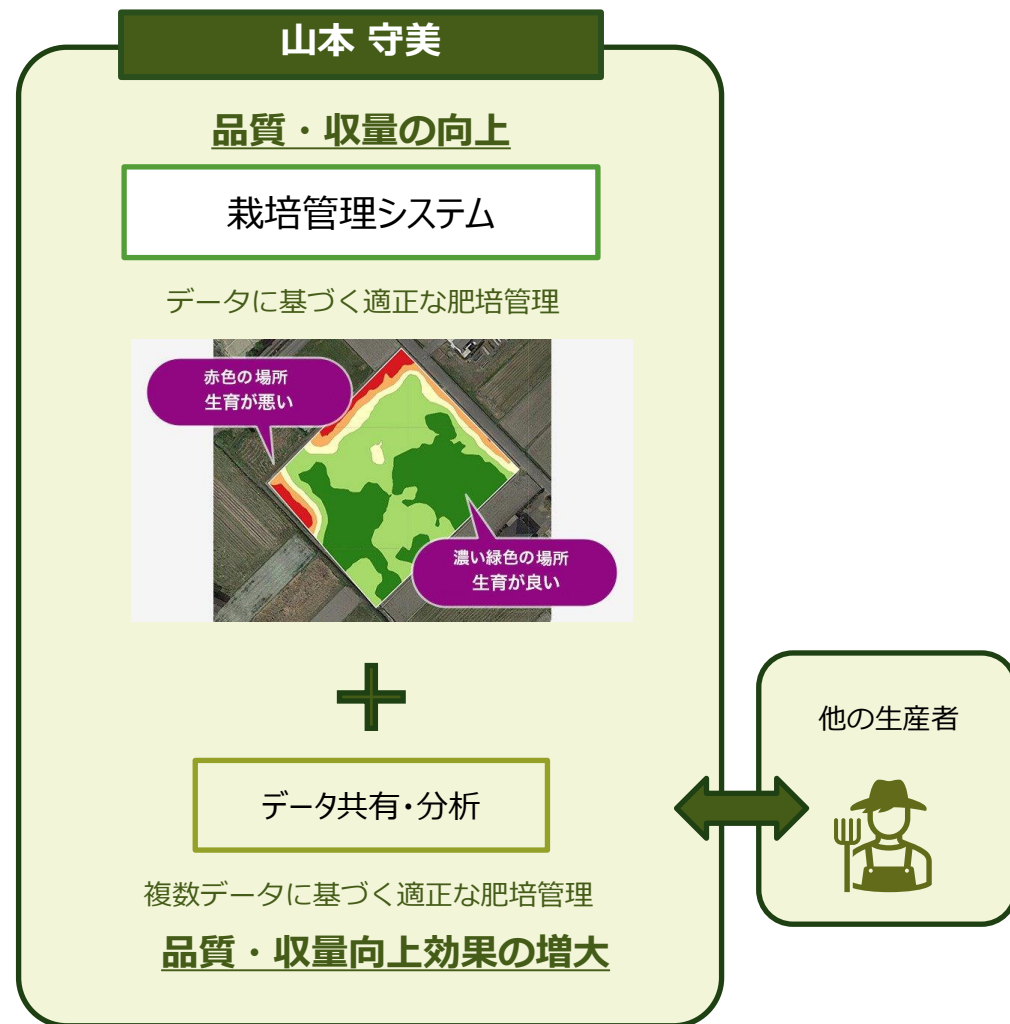 山本 守美
品質・収量の向上
栽培管理システム
データに基づく適正な肥培管理
赤色の場所
生育が悪い
濃い緑色の場所
生育が良い
他の生産者
データ共有・分析
複数データに基づく適正な肥培管理
品質・収量向上効果の増大